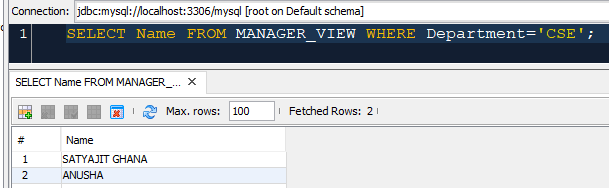 Connection: jdbc:mysql://localhost:3306/mysql [root on Default schema]
1 SELECT Name FROM MANAGER_VIEW WHERE Department='CSE';
SELECT Name FROM MANAGER_... ×
Max. rows: 100 Fetched Rows: 2
# Name
1 SATYAJIT GHANA
2 ANUSHA